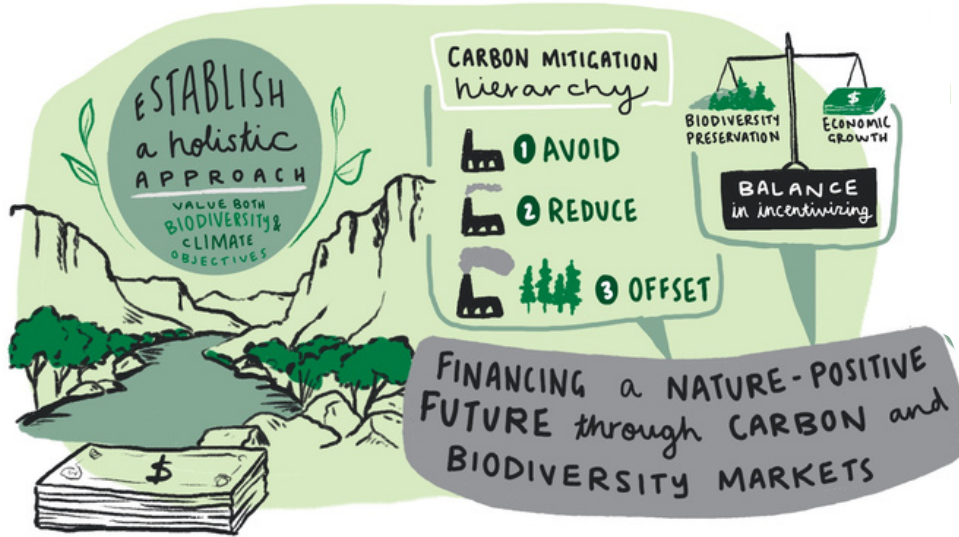 ESTABLISH
a holistic
APPROACH
VALUE BOTH
BIODIVERSITY &
CLIMATE
OBJECTIVES
CARBON MITIGATION
hierarchy
1 AVOID
2 REDUCE
3 OFFSET
BIODIVERSITY
PRESERVATION
$
ECONOMIC
GROWTH
BALANCE
in incentivizing
FINANCING a NATURE-POSITIVE
FUTURE through CARBON and
BIODIVERSITY MARKETS
$